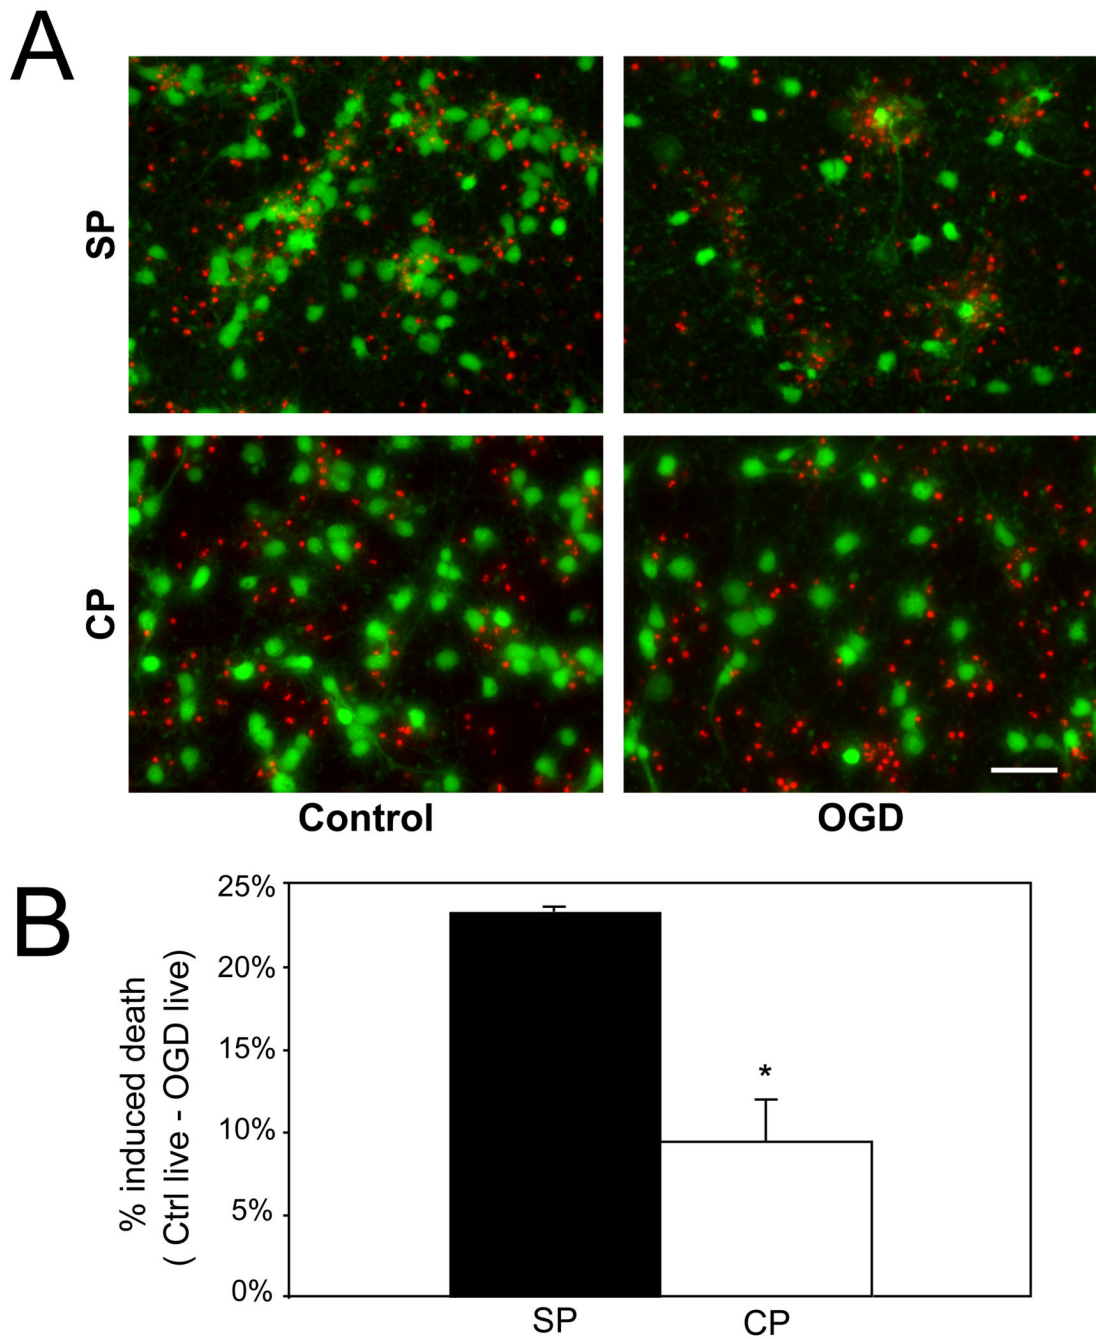 A
SP
CP
Control
OGD
B
% induced death
( Ctrl live - OGD live)
25%
20%
15%
10%
5%
0%
*
SP
CP